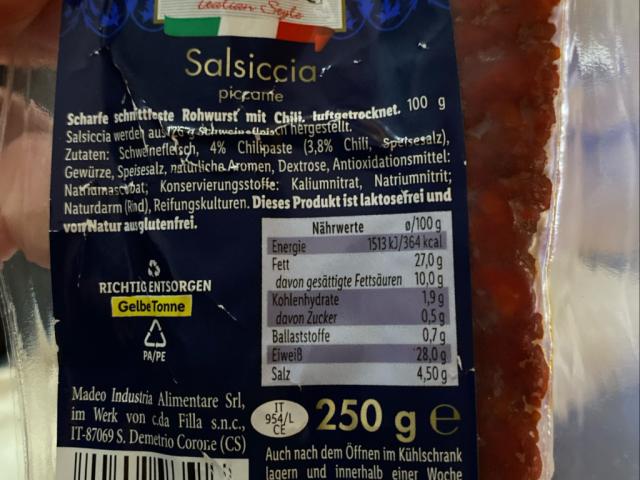 Italian Style
Salsiccia
piccante
Scharfe schnittfeste Rohwurst mit Chili, luftgetrocknet. 100 g
Salsiccia werden aus 125 g Schweinefleisch hergestellt.
Zutaten: Schweinefleisch, 4% Chilipaste (3,8% Chili, Speisesalz),
Gewürze, Speisesalz, natürliche Aromen, Dextrose, Antioxidationsmittel:
Natriumascorbat; Konservierungsstoffe: Kaliumnitrat, Natriumnitrit;
Naturdarm (Rind), Reifungskulturen. Dieses Produkt ist laktosefrei und
von Natur aus glutenfrei.
Nährwerte ø/100 g
Energie 1513 kJ/364 kcal
Fett 27,0 g
davon gesättigte Fettsäuren 10,0 g
Kohlenhydrate 1,9 g
davon Zucker 0,5 g
Ballaststoffe 0,7 g
Eiweiß 28,0 g
Salz 4,50 g
RICHTIG ENTSORGEN
Gelbe Tonne
PA/PE
Madeo Industria Alimentare Srl,
im Werk von c.da Filla s.n.c.,
IT-87069 S. Demetrio Corone (CS)
IT
954/L
CE
250 g e
Auch nach dem Öffnen im Kühlschrank
lagern und innerhalb einer Woche